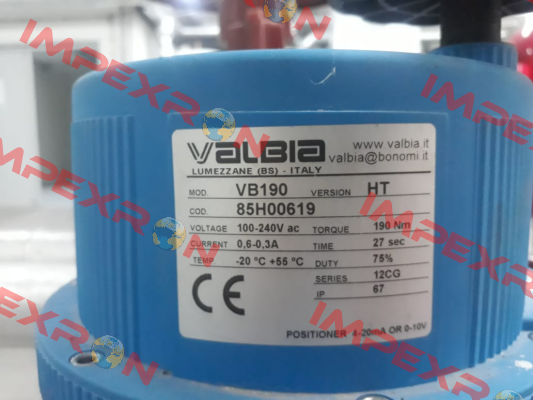 VALBIA
www.valbia.it
valbia@bonomi.it
LUMEZZANE (BS) - ITALY
MOD. VB190 VERSION HT
COD. 85H00619
VOLTAGE 100-240V ac TORQUE 190 Nm
CURRENT 0,6-0,3A TIME 27 sec
TEMP -20 °C +55 °C DUTY 75%
SERIES 12CG
IP 67
CE
POSITIONER 4-20mA OR 0-10V
IMPEXRON
IMPEXRON
IMPEXRON
IMPEXRON
IMPEXRON